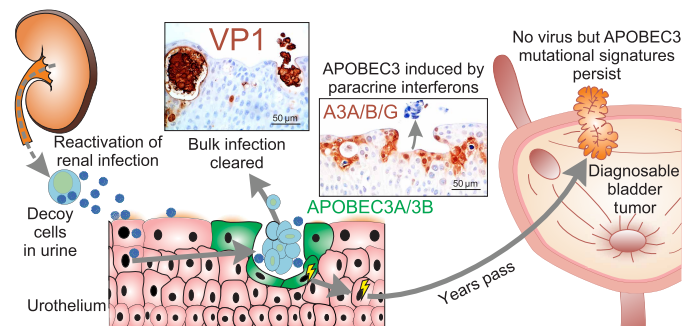 Reactivation of
renal infection
Decoy
cells
in urine
Urothelium
VP1
50 μm
Bulk infection
cleared
APOBEC3 induced by
paracrine interferons
A3A/B/G
50 μm
APOBEC3A/3B
Years pass
No virus but APOBEC3
mutational signatures
persist
Diagnosable
bladder
tumor